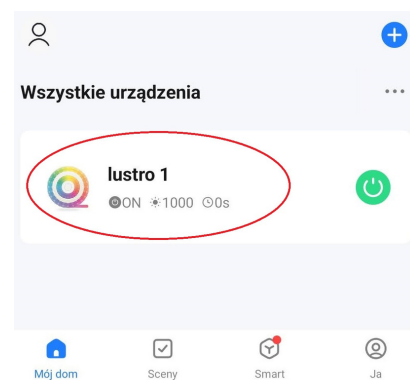 Wszystkie urządzenia
lustro 1
ON 1000 0s
Mój dom Sceny Smart Ja